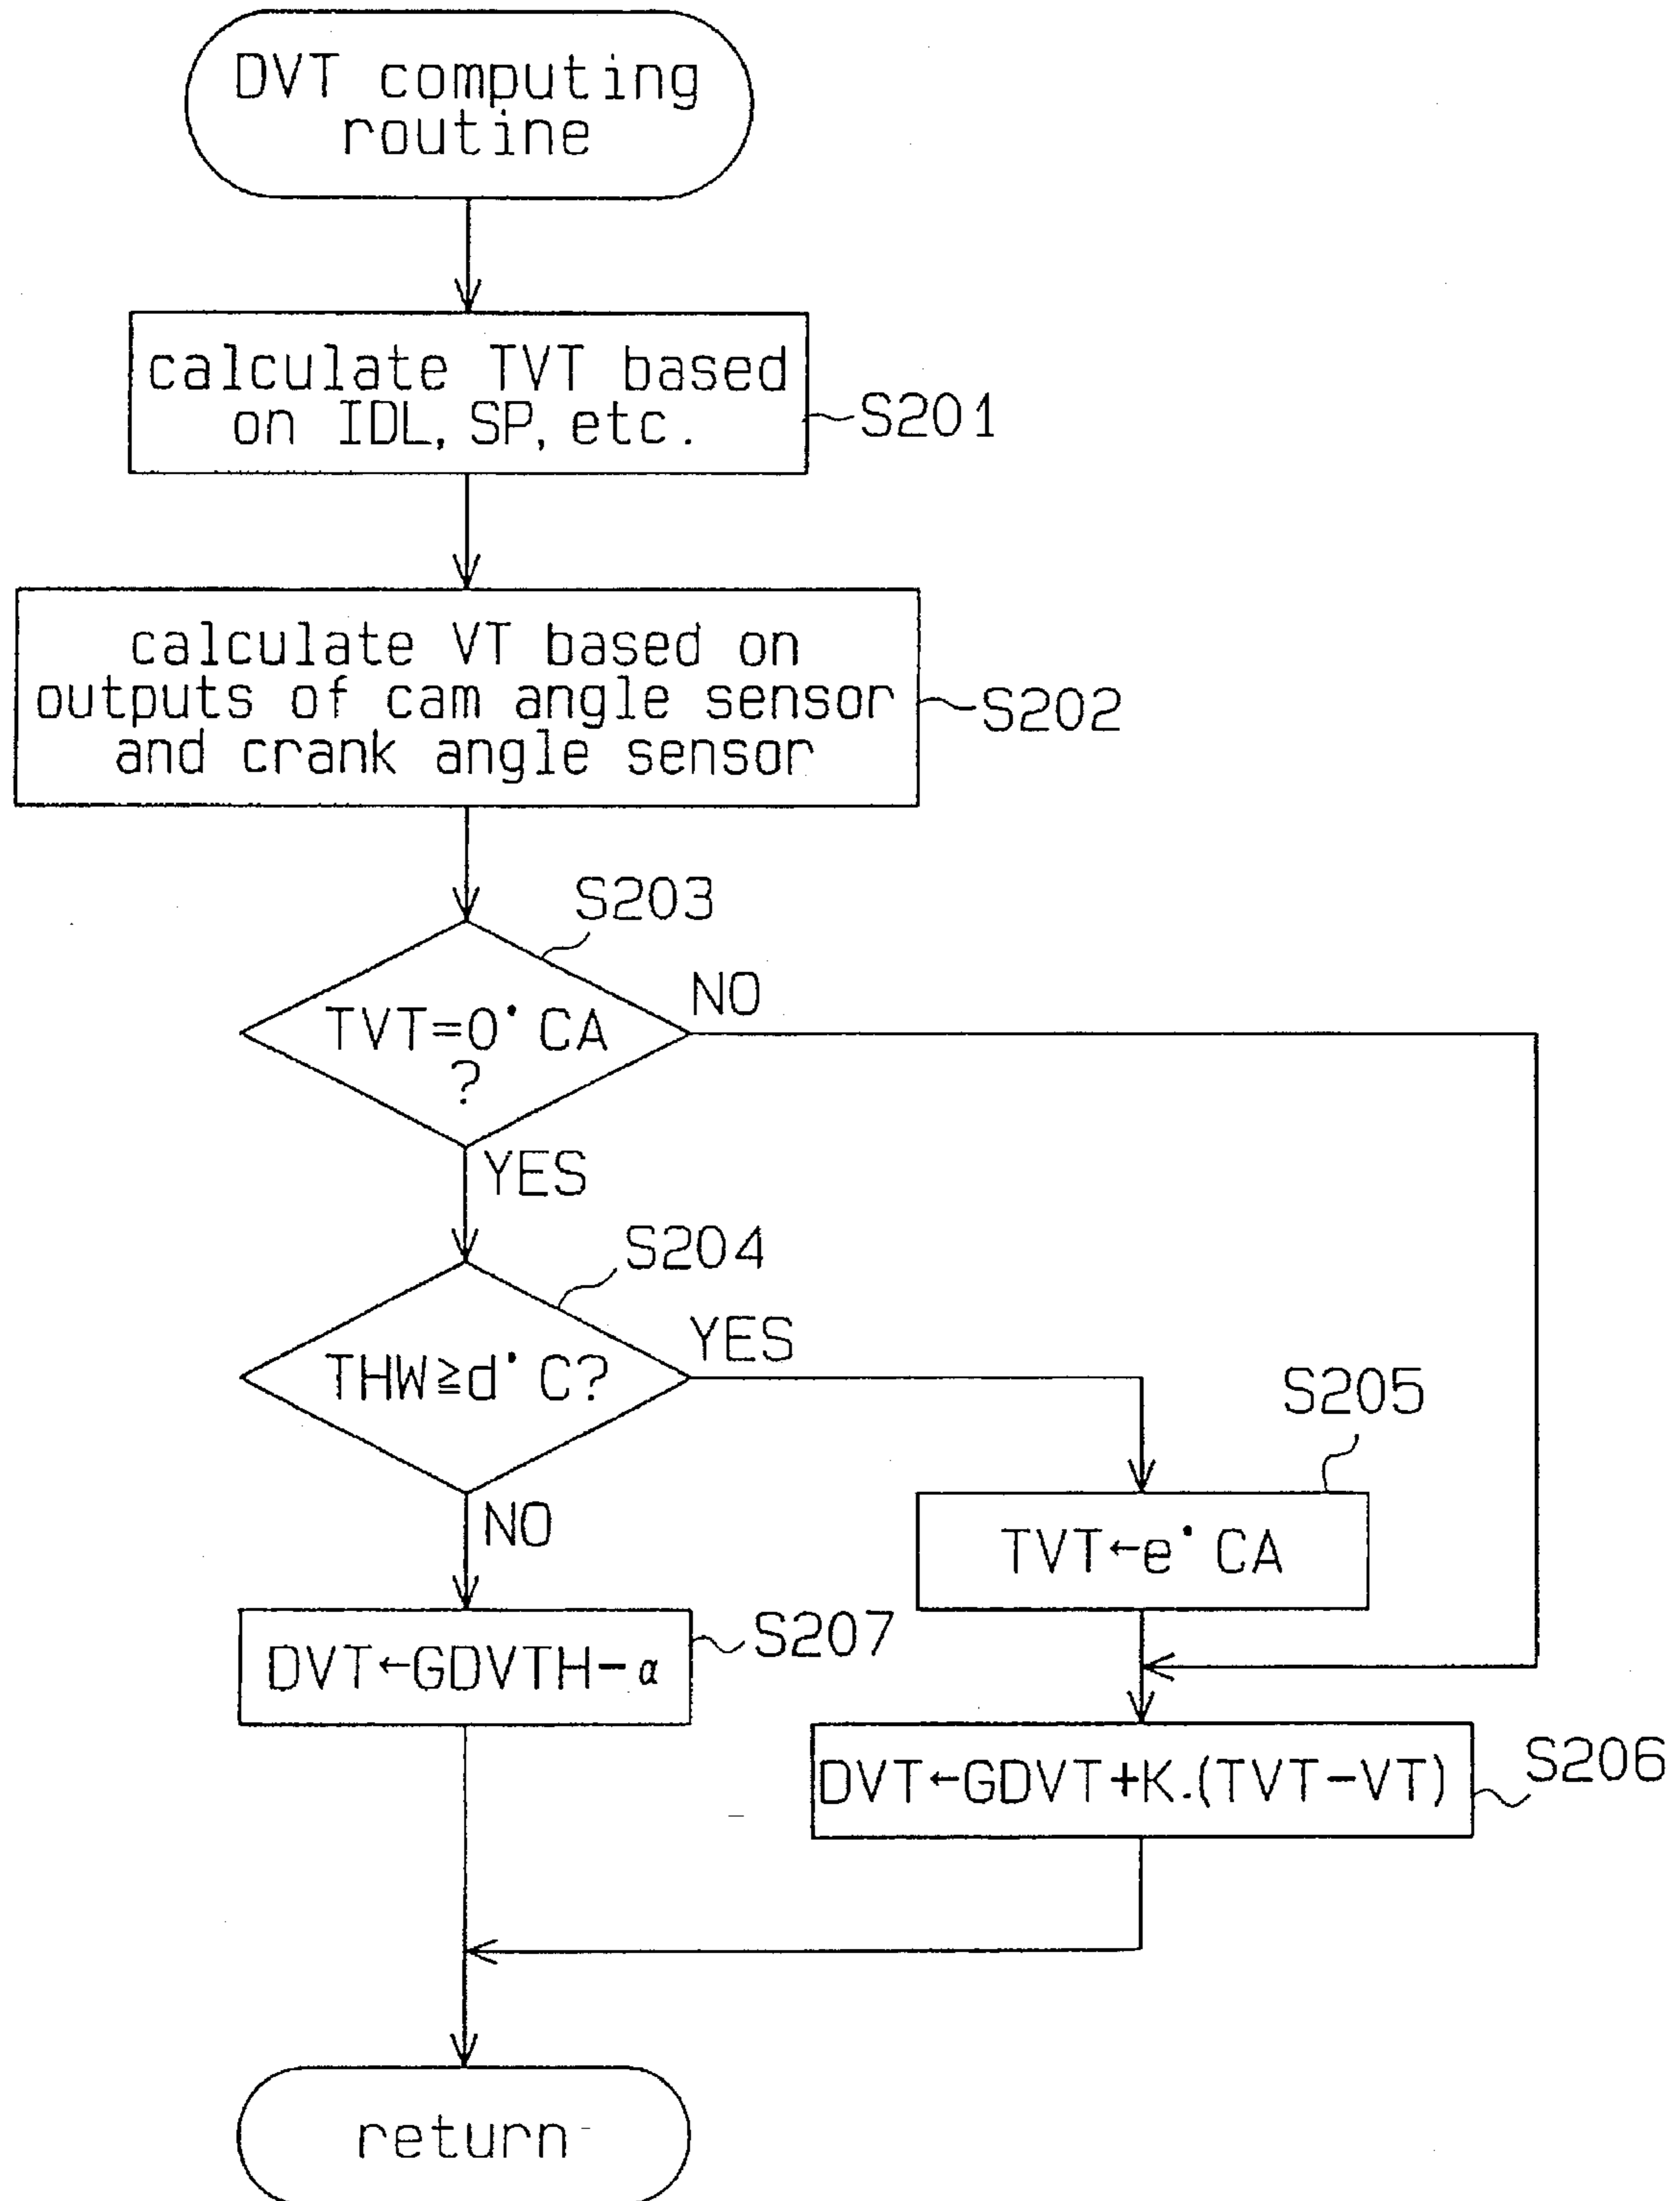 DVT computing
routine
calculate TVT based
on IDL, SP, etc.
S201
calculate VT based on
outputs of cam angle sensor
and crank angle sensor
S202
S203
TVT=0° CA
?
NO
YES
S204
THW≧d° C?
YES
NO
S205
TVT←e° CA
DVT←GDVTH-α
S207
DVT←GDVT+K.(TVT-VT)
S206
return